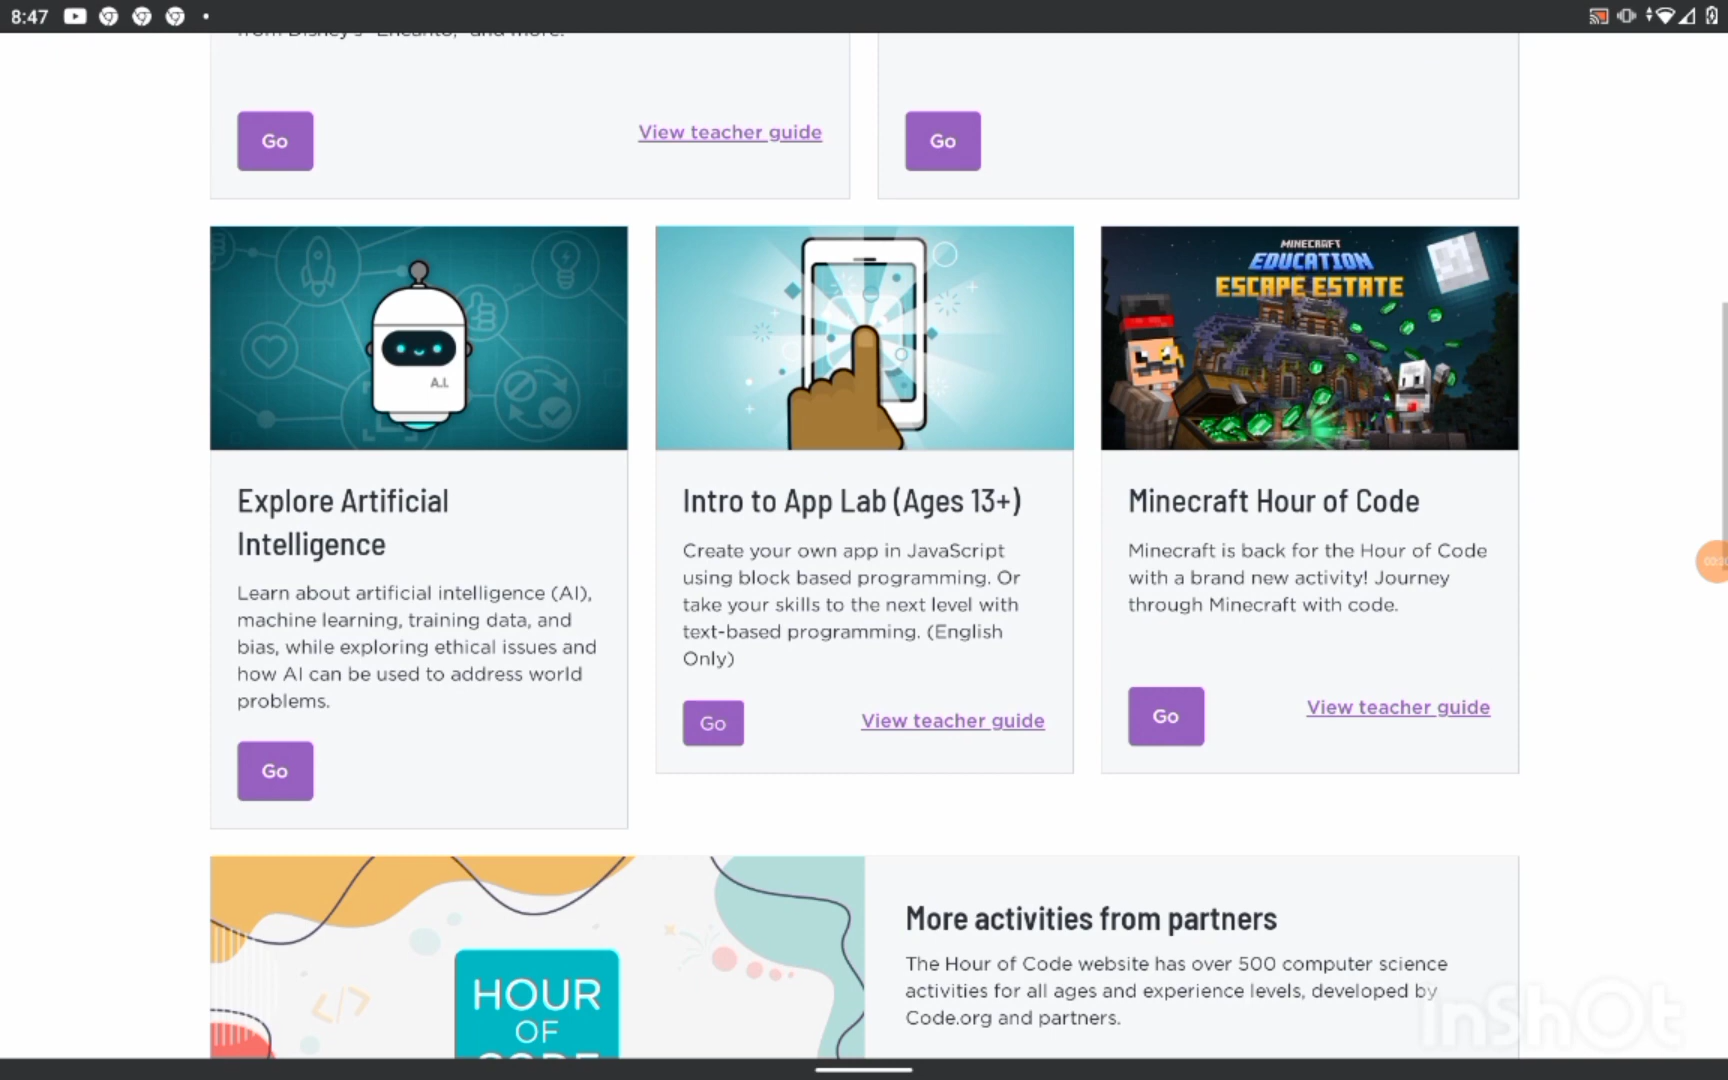 8:47
from Disney's "Encanto," and more.
Go
View teacher guide
Go
A.I.
MINECRAFT
EDUCATION
ESCAPE ESTATE
Explore Artificial
Intelligence
Learn about artificial intelligence (AI),
machine learning, training data, and
bias, while exploring ethical issues and
how AI can be used to address world
problems.
Go
Intro to App Lab (Ages 13+)
Create your own app in JavaScript
using block based programming. Or
take your skills to the next level with
text-based programming. (English
Only)
Go
View teacher guide
Minecraft Hour of Code
Minecraft is back for the Hour of Code
with a brand new activity! Journey
through Minecraft with code.
Go
View teacher guide
HOUR
OF
CODE
More activities from partners
The Hour of Code website has over 500 computer science
activities for all ages and experience levels, developed by
Code.org and partners.
InShOt